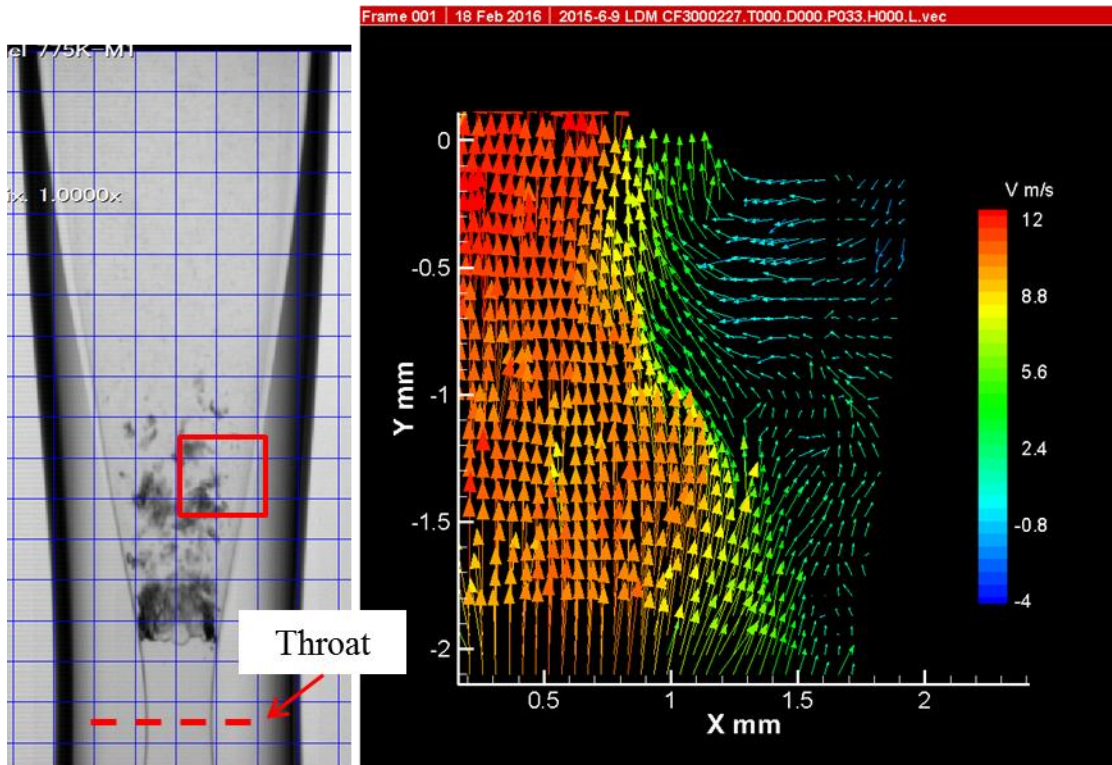 Frame 001 | 18 Feb 2016 | 2015-6-9 LDM CF3000227.T000.D000.P033.H000.L.vec
775K-M1
1.0000x
Throat
V m/s
12
8.8
5.6
2.4
-0.8
-4
0
-0.5
-1
-1.5
-2
Y mm
0.5
1
1.5
2
X mm